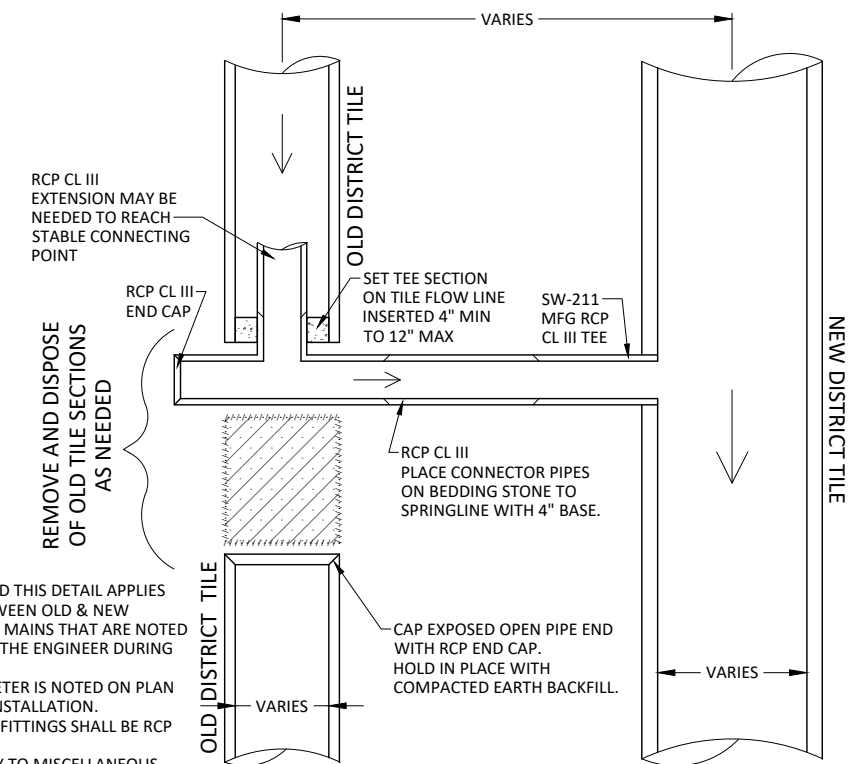 VARIES
OLD DISTRICT TILE
RCP CL III
EXTENSION MAY BE
NEEDED TO REACH
STABLE CONNECTING
POINT
RCP CL III
END CAP
SET TEE SECTION
ON TILE FLOW LINE
INSERTED 4" MIN
TO 12" MAX
SW-211
MFG RCP
CL III TEE
NEW DISTRICT TILE
REMOVE AND DISPOSE
OF OLD TILE SECTIONS
AS NEEDED
RCP CL III
PLACE CONNECTOR PIPES
ON BEDDING STONE TO
SPRINGLINE WITH 4" BASE.
OLD DISTRICT TILE
CAP EXPOSED OPEN PIPE END
WITH RCP END CAP.
HOLD IN PLACE WITH
COMPACTED EARTH BACKFILL.
VARIES
VARIES
D THIS DETAIL APPLIES
WEEN OLD & NEW
MAINS THAT ARE NOTED
THE ENGINEER DURING
ETER IS NOTED ON PLAN
NSTALLATION.
FITTINGS SHALL BE RCP
Y TO MISCELLANEOUS